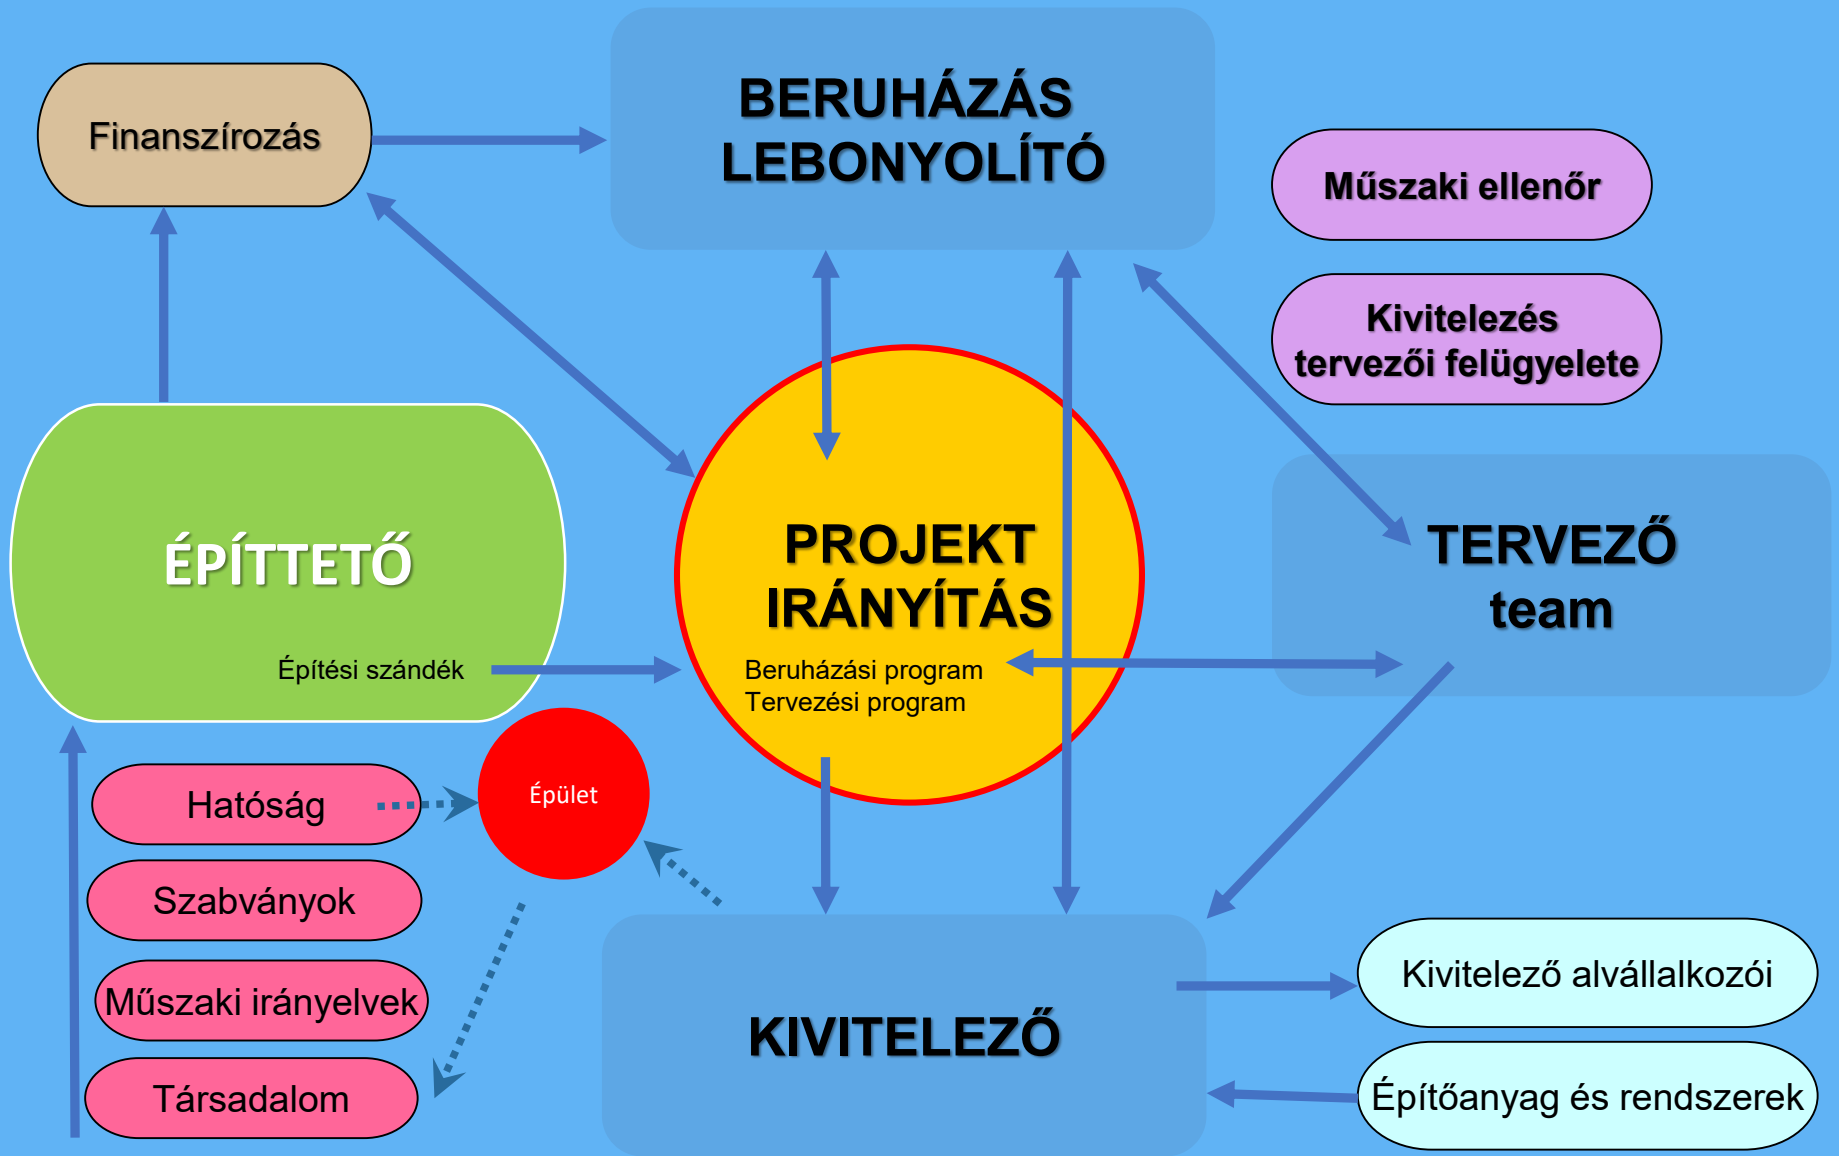 BERUHÁZÁS
LEBONYOLÍTÓ
Finanszírozás
Műszaki ellenőr
Kivitelezés
tervezői felügyelete
ÉPÍTTETŐ
Építési szándék
PROJEKT
IRÁNYÍTÁS
Beruházási program
Tervezési program
TERVEZŐ
team
Hatóság
Épület
Szabványok
Műszaki irányelvek
Társadalom
KIVITELEZŐ
Kivitelező alvállalkozói
Építőanyag és rendszerek